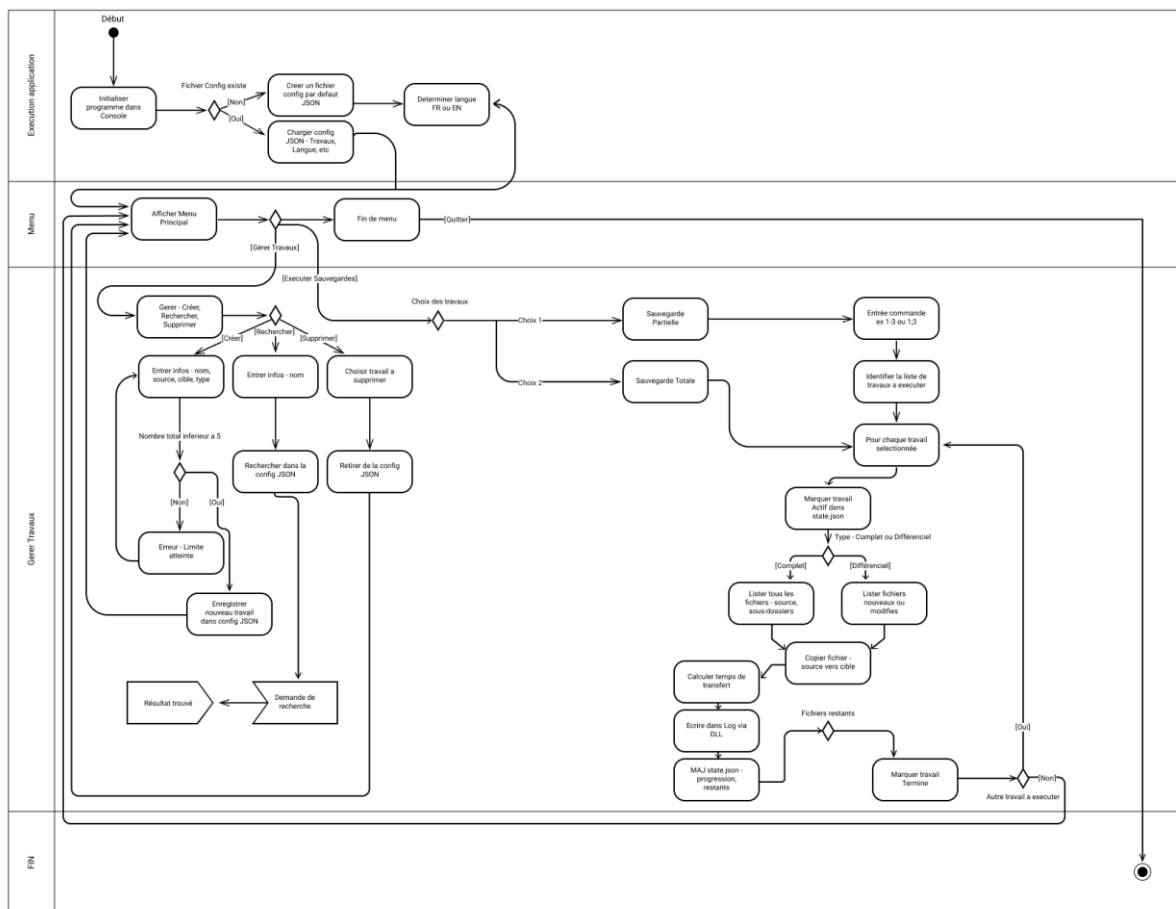 Début
Execution application
Fichier Config existe
Initialiser
programme dans
Console
[Non]
[Oui]
Creer un fichier
config par defaut
JSON
Determiner langue
FR ou EN
Charger config
JSON - Travaux,
Langue, etc
Menu
Afficher Menu
Principal
Fin de menu
[Quitter]
[Gérer Travaux]
[Executer Sauvegardes]
Gerer Travaux
Gerer - Créer,
Rechercher,
Supprimer
Choix des travaux
Choix 1
Choix 2
Sauvegarde
Partielle
Sauvegarde Totale
Entrée commande
ex 1-3 ou 1;3
Identifier la liste de
travaux a executer
Pour chaque travail
selectionnée
[Créer]
[Rechercher]
[Supprimer]
Entrer infos - nom,
source, cible, type
Entrer infos - nom
Choisir travail a
supprimer
Nombre total inferieur a 5
[Non]
[Oui]
Rechercher dans la
config JSON
Retirer de la config
JSON
Erreur - Limite
atteinte
Enregistrer
nouveau travail
dans config JSON
Résultat trouvé
Demande de
recherche
Marquer travail
Actif dans
state.json
Type - Complet ou Différenciel
[Complet]
[Différenciel]
Lister tous les
fichiers - source,
sous-dossiers
Lister fichiers
nouveaux ou
modifies
Copier fichier -
source vers cible
Calculer temps de
transfert
Ecrire dans Log via
DLL
MAJ state.json -
progression,
restants
Fichiers restants
Marquer travail
Termine
[Oui]
[Non]
Autre travail a executer
FIN